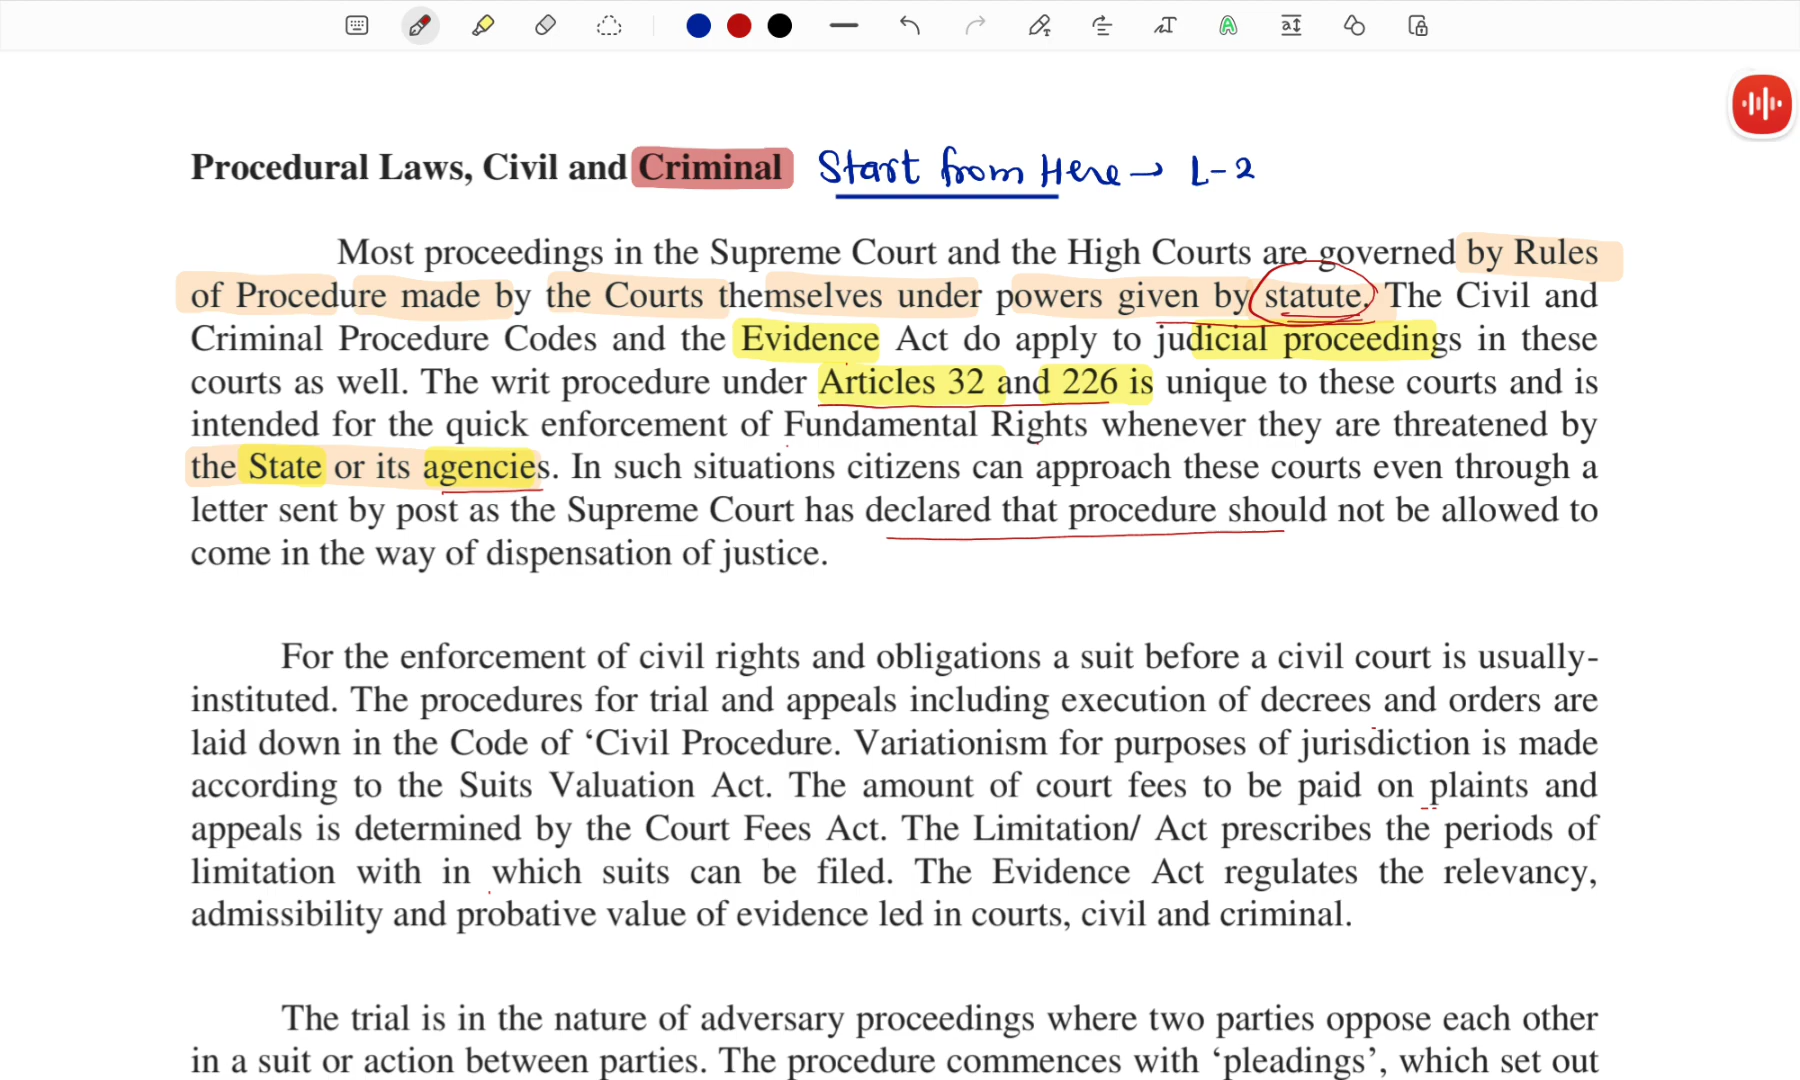 Procedural Laws, Civil and Criminal Start from Here → L-2
Most proceedings in the Supreme Court and the High Courts are governed by Rules
of Procedure made by the Courts themselves under powers given by statute. The Civil and
Criminal Procedure Codes and the Evidence Act do apply to judicial proceedings in these
courts as well. The writ procedure under Articles 32 and 226 is unique to these courts and is
intended for the quick enforcement of Fundamental Rights whenever they are threatened by
the State or its agencies. In such situations citizens can approach these courts even through a
letter sent by post as the Supreme Court has declared that procedure should not be allowed to
come in the way of dispensation of justice.
For the enforcement of civil rights and obligations a suit before a civil court is usually-
instituted. The procedures for trial and appeals including execution of decrees and orders are
laid down in the Code of ‘Civil Procedure. Variationism for purposes of jurisdiction is made
according to the Suits Valuation Act. The amount of court fees to be paid on plaints and
appeals is determined by the Court Fees Act. The Limitation/ Act prescribes the periods of
limitation with in which suits can be filed. The Evidence Act regulates the relevancy,
admissibility and probative value of evidence led in courts, civil and criminal.
The trial is in the nature of adversary proceedings where two parties oppose each other
in a suit or action between parties. The procedure commences with ‘pleadings’, which set out